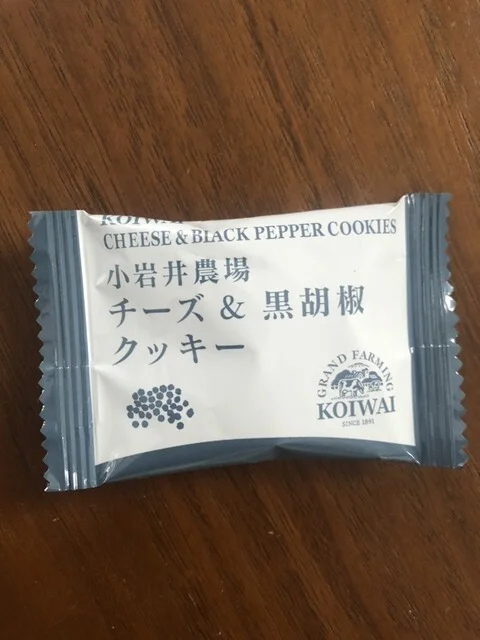 KOIWAI
CHEESE & BLACK PEPPER COOKIES
小岩井農場
チーズ & 黒胡椒
クッキー
GRAND FARMING
KOIWAI
SINCE 1891